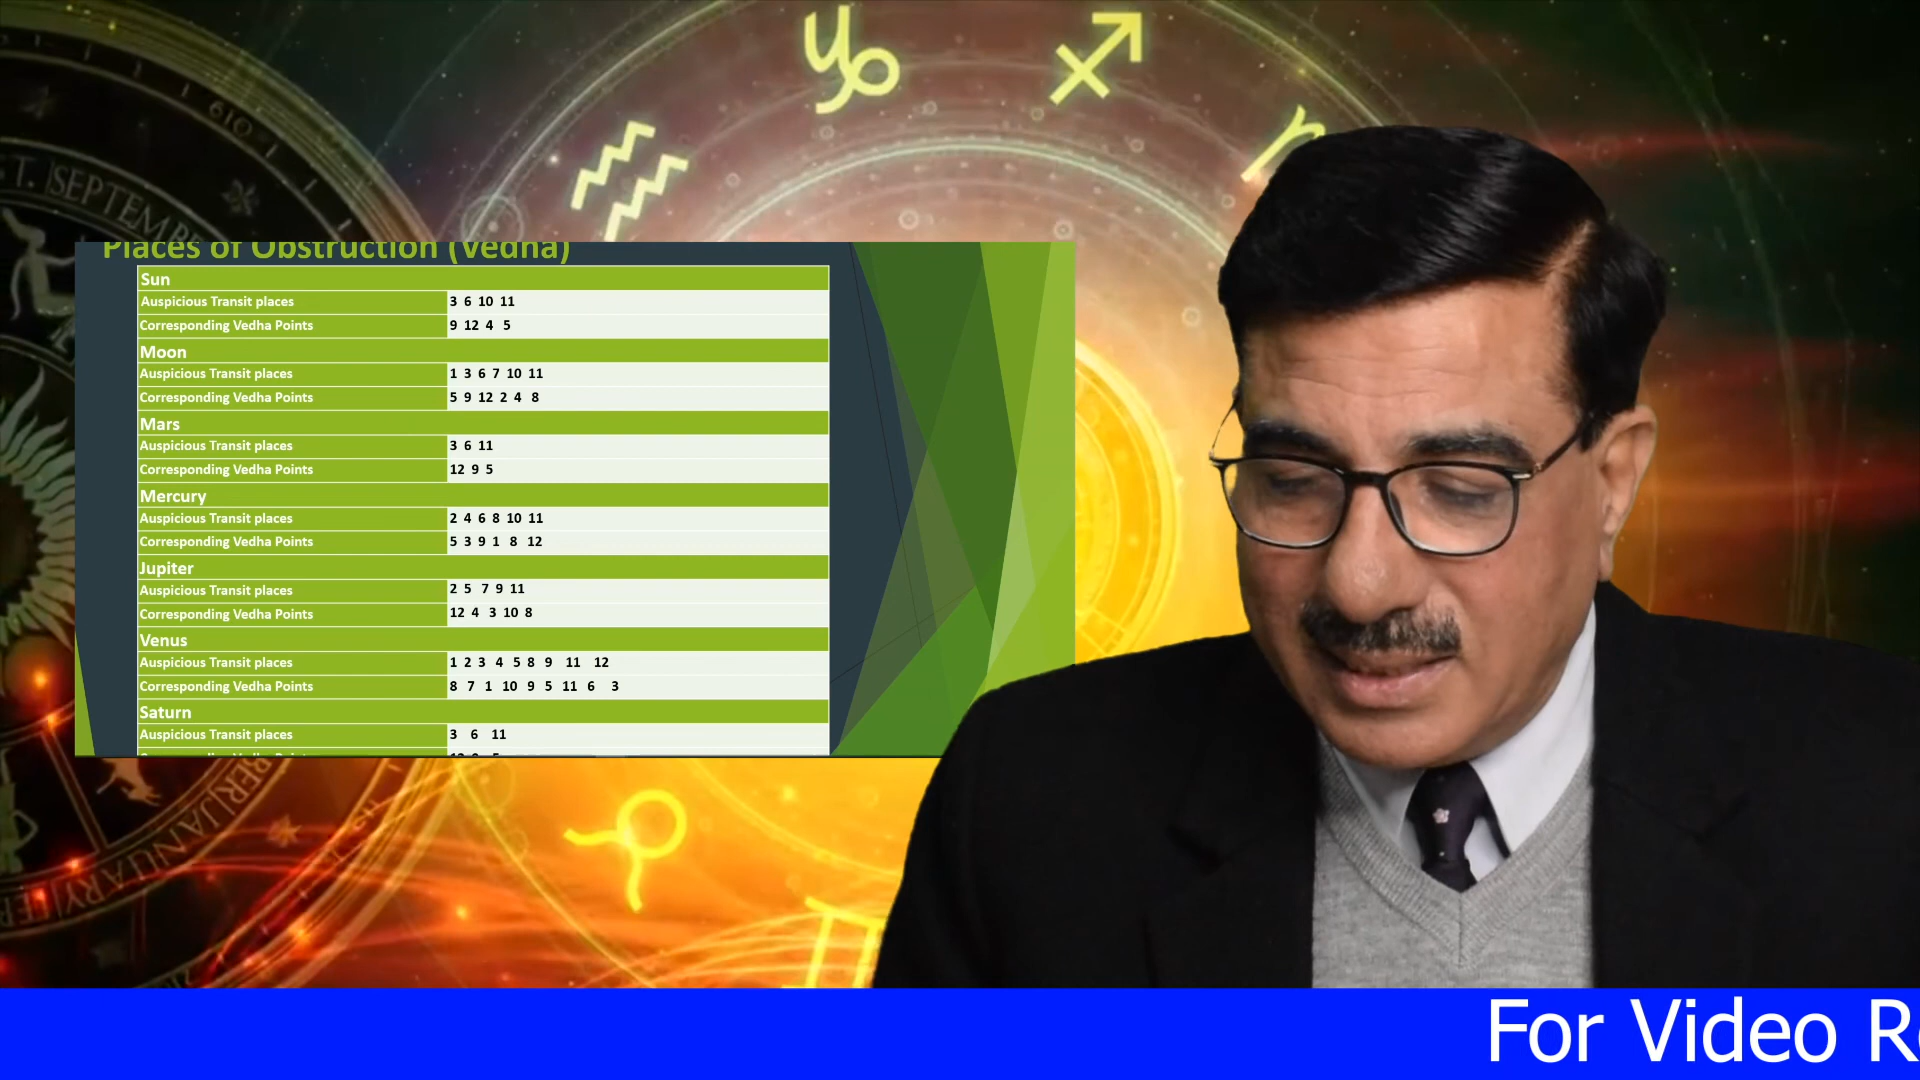 610
ST. SEPTEMBE
Places of Obstruction (Vedha)
Sun
Auspicious Transit places 3 6 10 11
Corresponding Vedha Points 9 12 4 5
Moon
Auspicious Transit places 1 3 6 7 10 11
Corresponding Vedha Points 5 9 12 2 4 8
Mars
Auspicious Transit places 3 6 11
Corresponding Vedha Points 12 9 5
Mercury
Auspicious Transit places 2 4 6 8 10 11
Corresponding Vedha Points 5 3 9 1 8 12
Jupiter
Auspicious Transit places 2 5 7 9 11
Corresponding Vedha Points 12 4 3 10 8
Venus
Auspicious Transit places 1 2 3 4 5 8 9 11 12
Corresponding Vedha Points 8 7 1 10 9 5 11 6 3
Saturn
Auspicious Transit places 3 6 11
JANUARY
For Video R